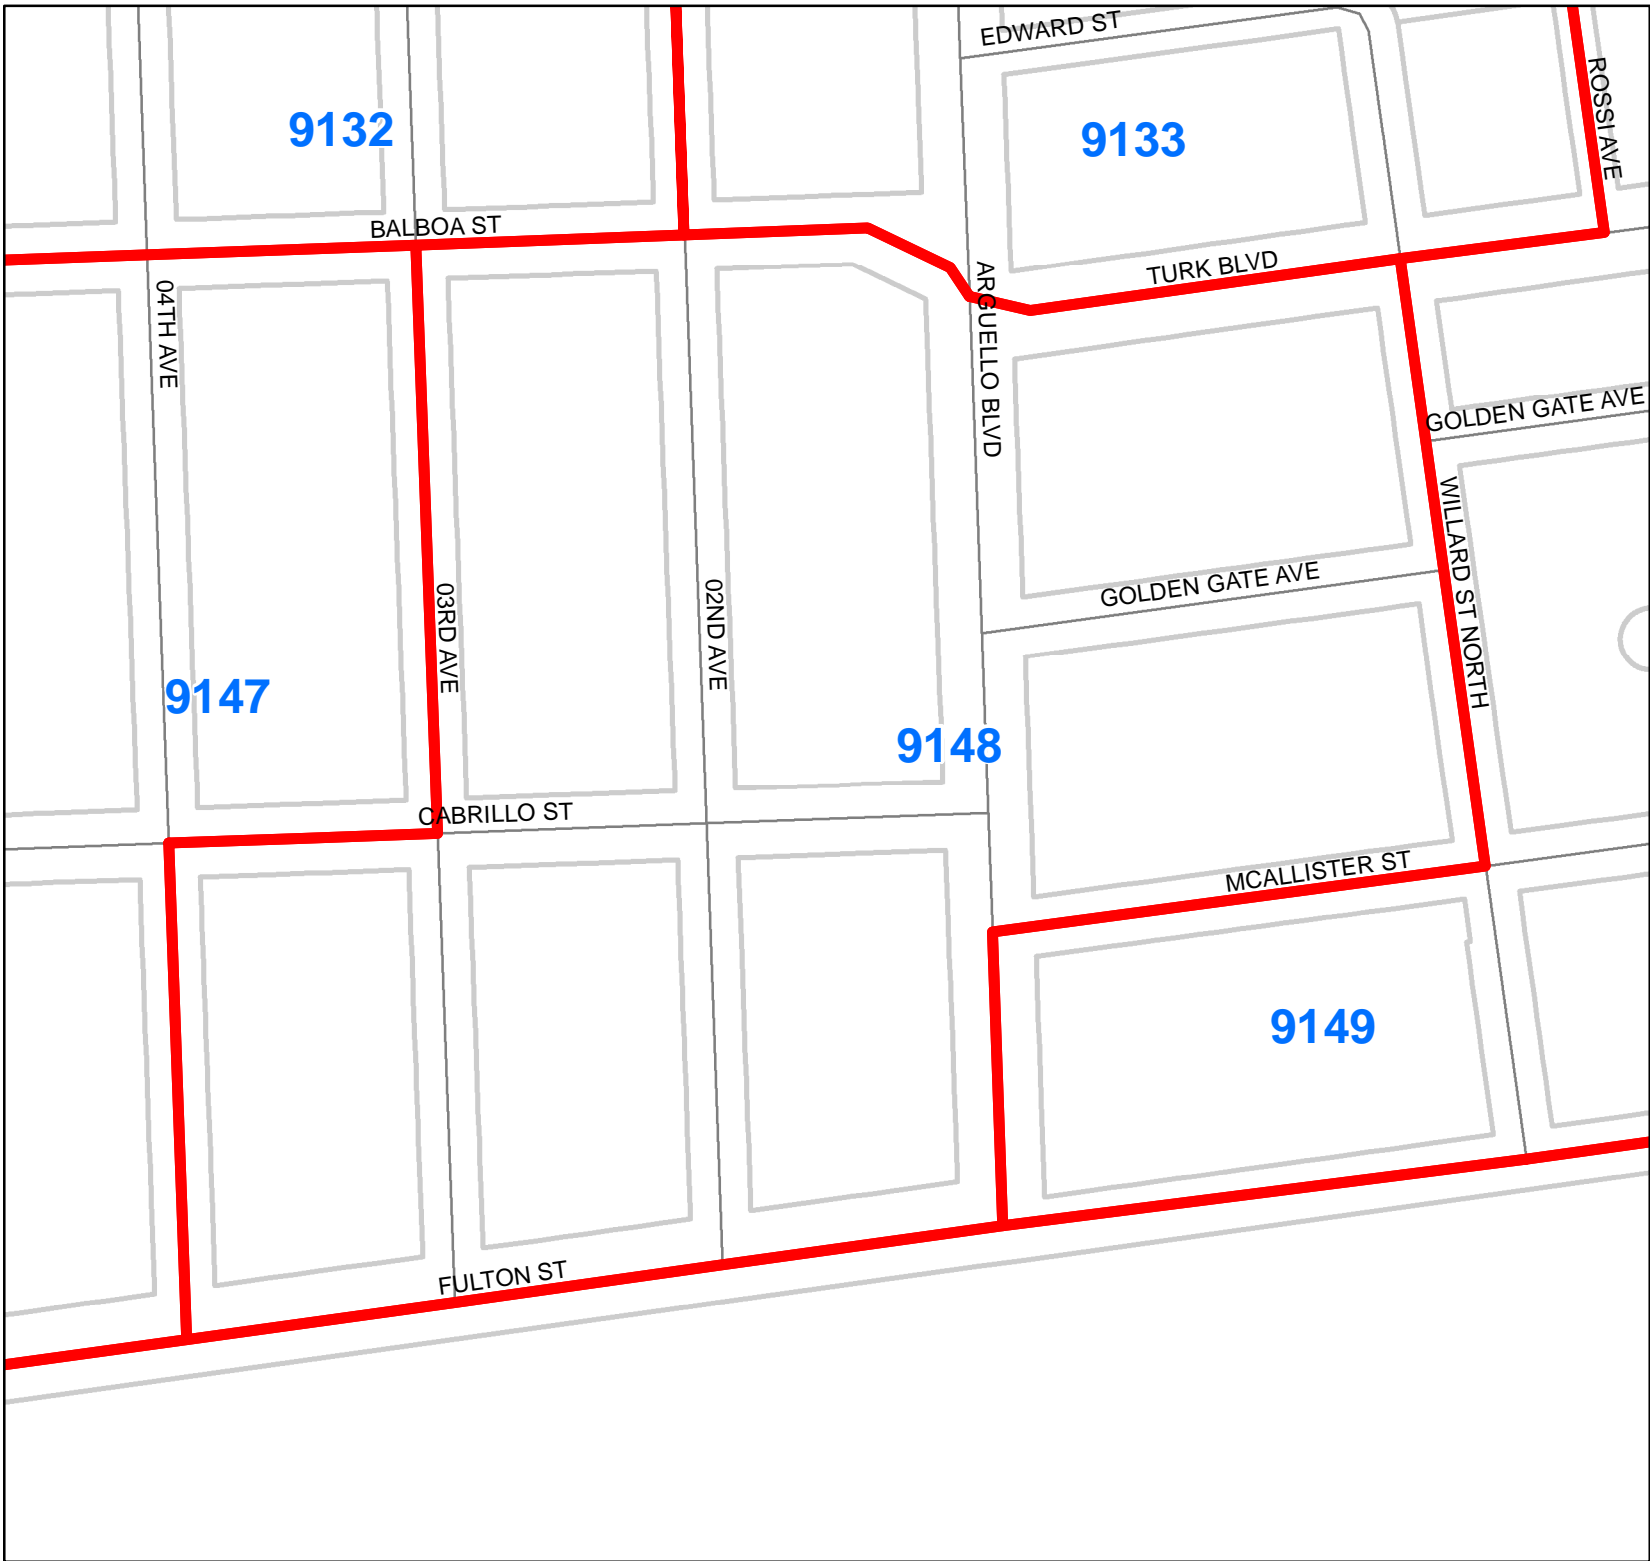 EDWARD ST
ROSSI AVE
9132
9133
BALBOA ST
TURK BLVD
04TH AVE
ARGUELLO BLVD
GOLDEN GATE AVE
WILLARD ST NORTH
GOLDEN GATE AVE
03RD AVE
02ND AVE
9147
9148
CABRILLO ST
MCALLISTER ST
9149
FULTON ST